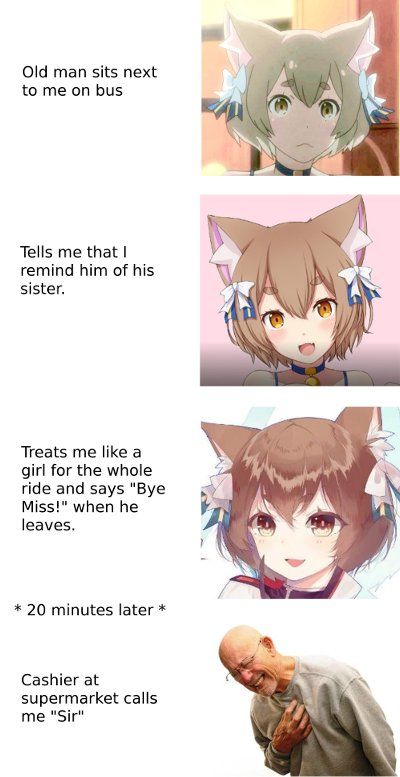 Old man sits next
to me on bus
Tells me that I
remind him of his
sister.
Treats me like a
girl for the whole
ride and says "Bye
Miss!" when he
leaves.
* 20 minutes later *
Cashier at
supermarket calls
me "Sir"